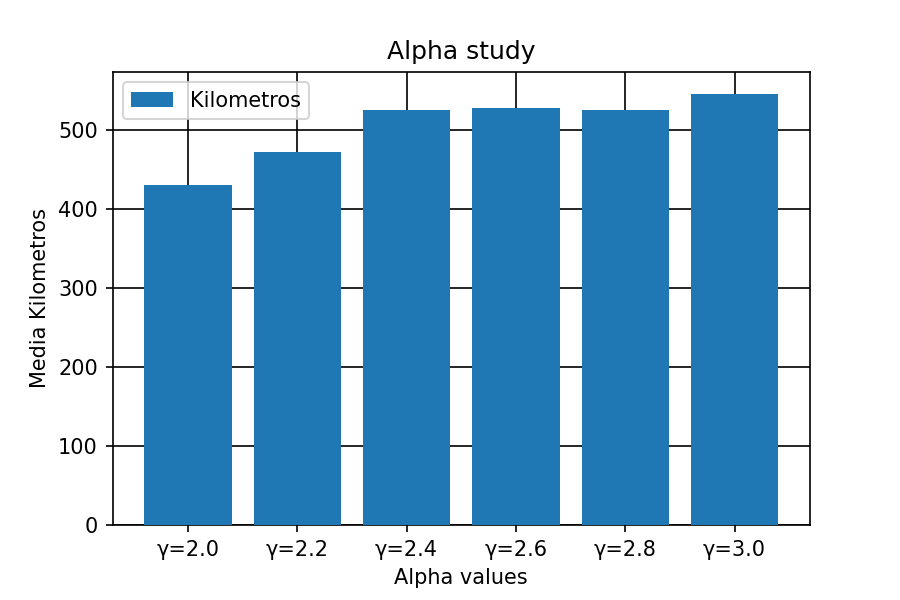 Alpha study
Kilometros
Media Kilometros
500
400
300
200
100
0
γ=2.0 γ=2.2 γ=2.4 γ=2.6 γ=2.8 γ=3.0
Alpha values